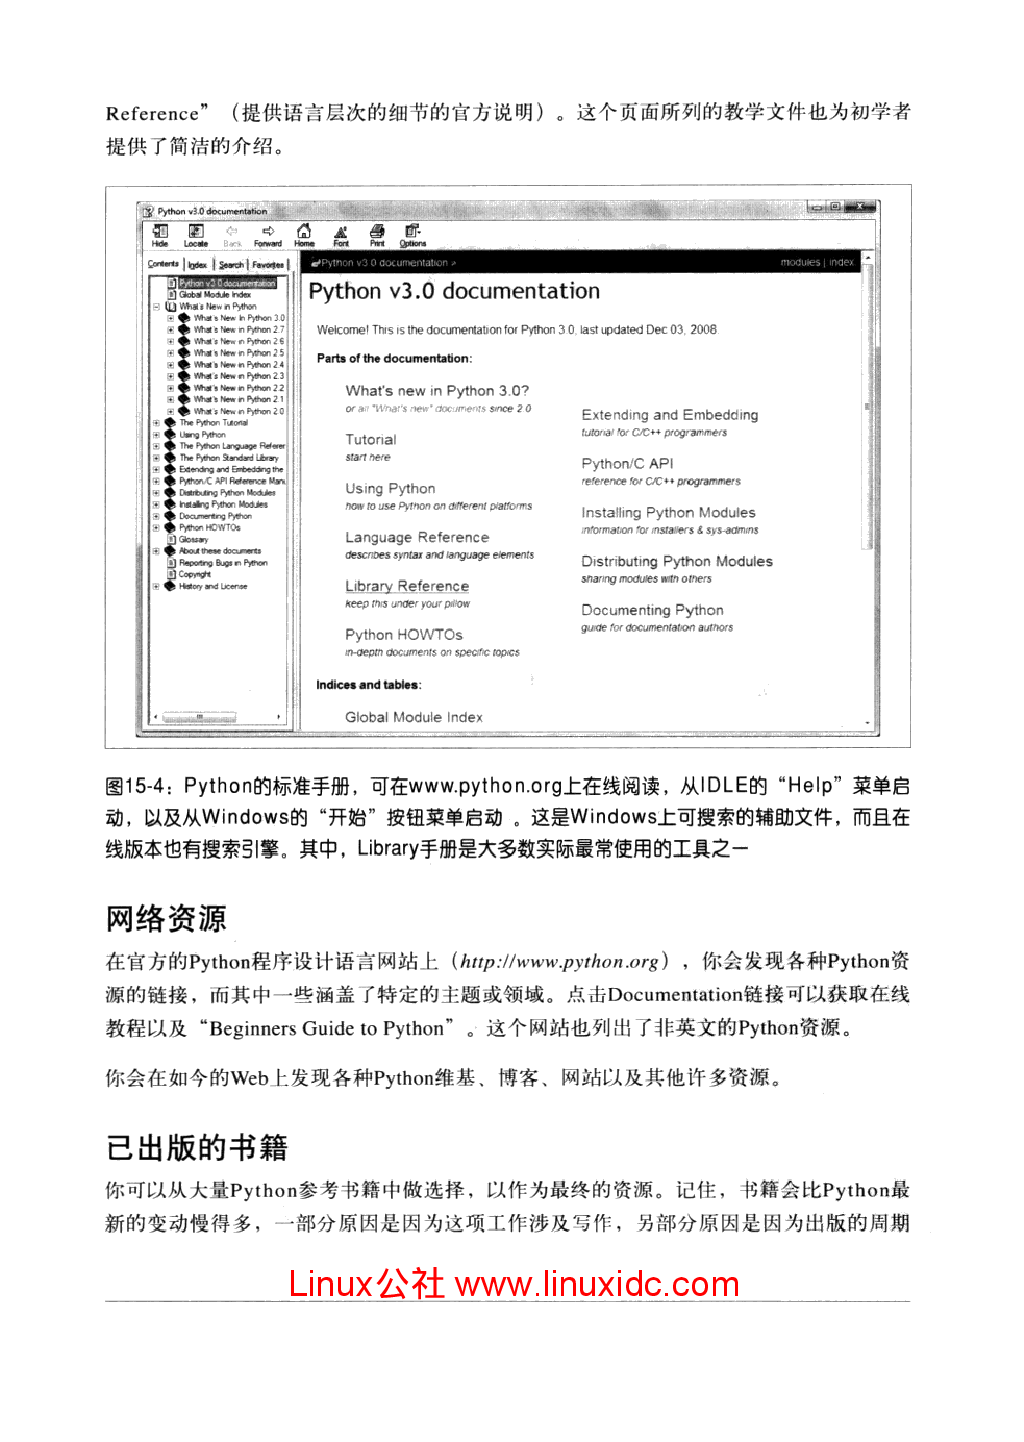 Reference”（提供语言层次的细节的官方说明）。这个页面所列的教学文件也为初学者
提供了简洁的介绍。
Python v3.0 documentation
Hide Locate Back Forward Home Font Print Options
Contents Index Search Favorites
Python v3.0 documentation
Global Module Index
What's New in Python
What's New In Python 3.0
What's New in Python 2.7
What's New in Python 2.6
What's New in Python 2.5
What's New in Python 2.4
What's New in Python 2.3
What's New in Python 2.2
What's New in Python 2.1
What's New in Python 2.0
The Python Tutorial
Using Python
The Python Language Referer
The Python Standard Library
Extending and Embedding the
Python/C API Reference Manu
Distributing Python Modules
Installing Python Modules
Documenting Python
Python HOWTOs
Glossary
About these documents
Reporting Bugs in Python
Copyright
History and License
Python v3.0 documentation »
modules | index
Python v3.0 documentation
Welcome! This is the documentation for Python 3.0, last updated Dec 03, 2008.
Parts of the documentation:
What's new in Python 3.0?
or all "What's new" documents since 2.0
Tutorial
start here
Using Python
how to use Python on different platforms
Language Reference
describes syntax and language elements
Library Reference
keep this under your pillow
Python HOWTOs
in-depth documents on specific topics
Extending and Embedding
tutorial for C/C++ programmers
Python/C API
reference for C/C++ programmers
Installing Python Modules
information for installers & sys-admins
Distributing Python Modules
sharing modules with others
Documenting Python
guide for documentation authors
Indices and tables:
Global Module Index
图15-4：Python的标准手册，可在www.python.org上在线阅读，从IDLE的“Help”菜单启
动，以及从Windows的“开始”按钮菜单启动 。这是Windows上可搜索的辅助文件，而且在
线版本也有搜索引擎。其中，Library手册是大多数实际最常使用的工具之一
网络资源
在官方的Python程序设计语言网站上（http://www.python.org），你会发现各种Python资
源的链接，而其中一些涵盖了特定的主题或领域。点击Documentation链接可以获取在线
教程以及“Beginners Guide to Python”。这个网站也列出了非英文的Python资源。
你会在如今的Web上发现各种Python维基、博客、网站以及其他许多资源。
已出版的书籍
你可以从大量Python参考书籍中做选择，以作为最终的资源。记住，书籍会比Python最
新的变动慢得多，一部分原因是因为这项工作涉及写作，另部分原因是因为出版的周期
Linux公社 www.linuxidc.com